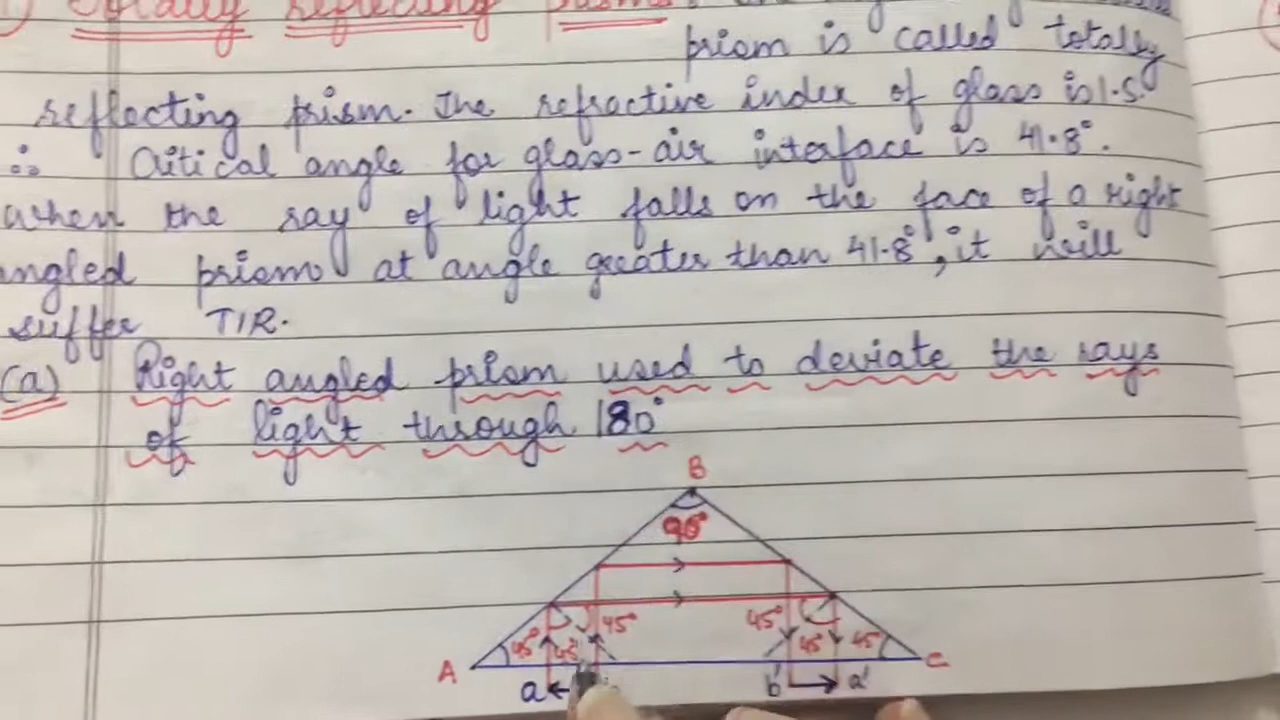 totally reflecting prism
prism is called totally
reflecting prism. The refractive index of glass is 1.5.
∴ Critical angle for glass-air interface is 41.8°.
when the ray of light falls on the face of a right
angled prism at angle greater than 41.8°, it will
suffer TIR.
(a) Right angled prism used to deviate the rays
of light through 180°
B
90°
45° 45° 45° 45° 45° 45°
A C
a b' a'